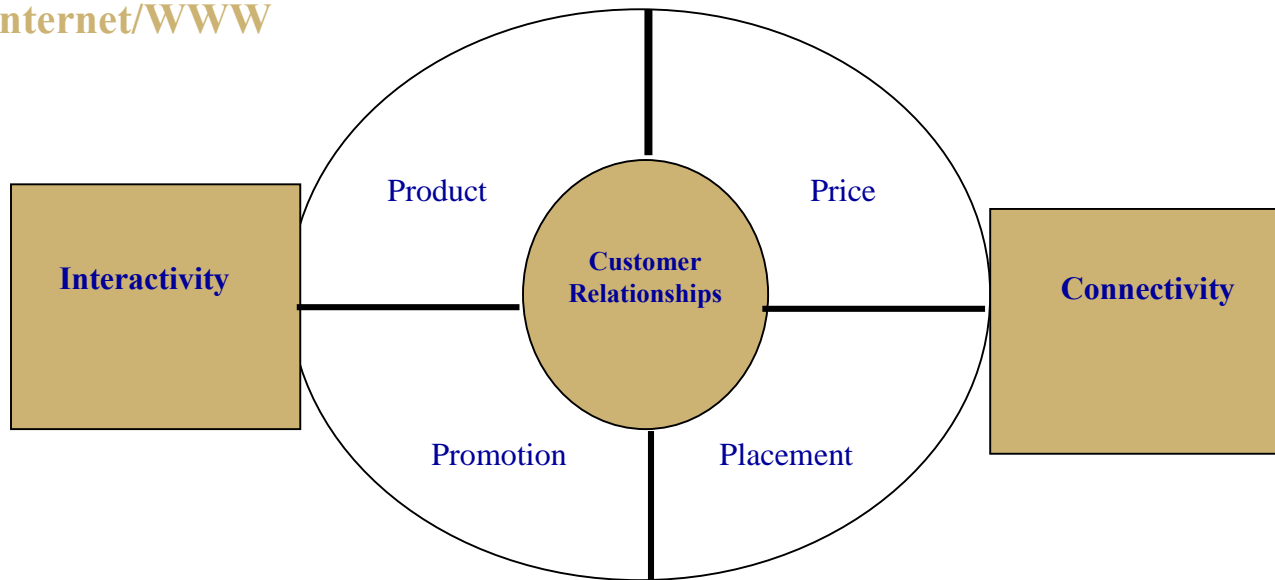 nternet/WWW
Product
Price
Interactivity
Customer
Relationships
Connectivity
Promotion
Placement